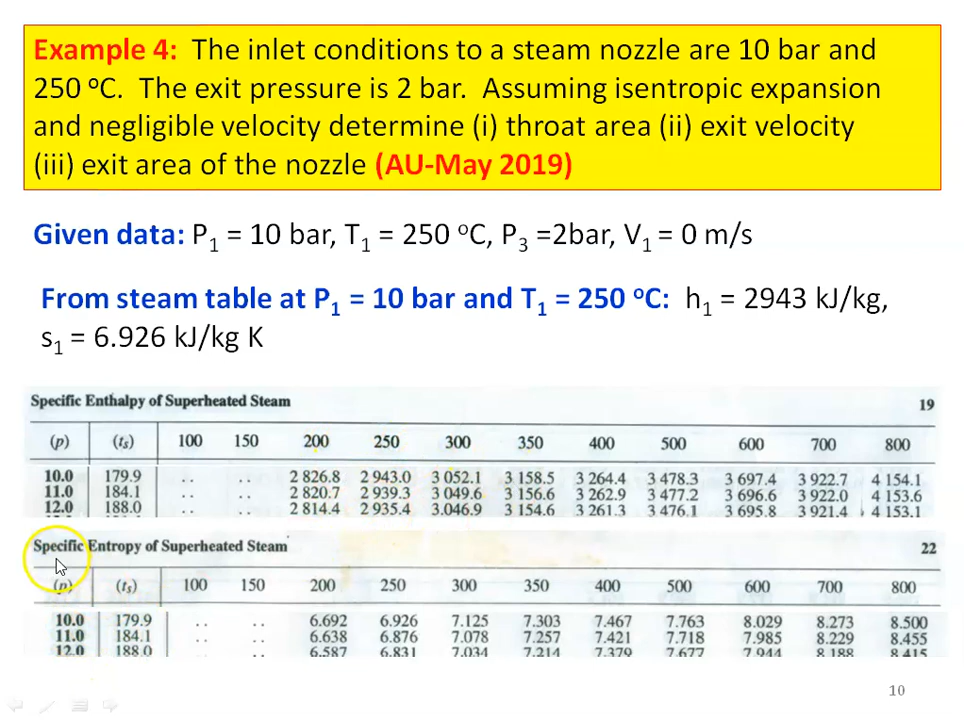 Example 4: The inlet conditions to a steam nozzle are 10 bar and
250 °C. The exit pressure is 2 bar. Assuming isentropic expansion
and negligible velocity determine (i) throat area (ii) exit velocity
(iii) exit area of the nozzle (AU-May 2019)
Given data: P1 = 10 bar, T1 = 250 °C, P3 =2bar, V1 = 0 m/s
From steam table at P1 = 10 bar and T1 = 250 °C: h1 = 2943 kJ/kg,
s1 = 6.926 kJ/kg K
Specific Enthalpy of Superheated Steam 19
(p) (ts) 100 150 200 250 300 350 400 500 600 700 800
10.0 179.9 . . . . 2 826.8 2 943.0 3 052.1 3 158.5 3 264.4 3 478.3 3 697.4 3 922.7 4 154.1
11.0 184.1 . . . . 2 820.7 2 939.3 3 049.6 3 156.6 3 262.9 3 477.2 3 696.6 3 922.0 4 153.6
12.0 188.0 . . . . 2 814.4 2 935.4 3.046.9 3 154.6 3 261.3 3 476.1 3 695.8 3 921.4 4 153.1
Specific Entropy of Superheated Steam 22
(p) (ts) 100 150 200 250 300 350 400 500 600 700 800
10.0 179.9 . . . . 6.692 6.926 7.125 7.303 7.467 7.763 8.029 8.273 8.500
11.0 184.1 . . . . 6.638 6.876 7.078 7.257 7.421 7.718 7.985 8.229 8.455
12.0 188.0 . . . . 6.587 6.831 7.034 7.214 7.379 7.677 7.944 8.188 8.415
10